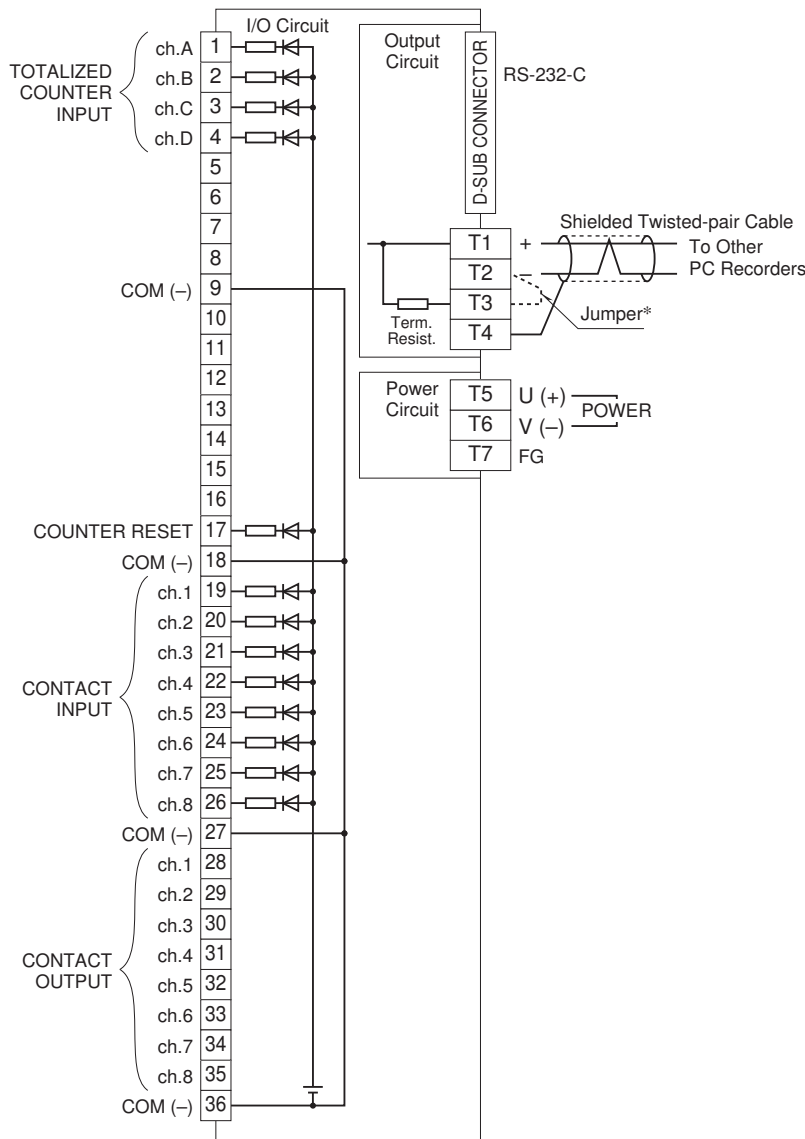 I/O Circuit
TOTALIZED
COUNTER
INPUT
ch.A 1
ch.B 2
ch.C 3
ch.D 4
5
6
7
8
COM (–) 9
10
11
12
13
14
15
16
COUNTER RESET 17
COM (–) 18
CONTACT
INPUT
ch.1 19
ch.2 20
ch.3 21
ch.4 22
ch.5 23
ch.6 24
ch.7 25
ch.8 26
COM (–) 27
CONTACT
OUTPUT
ch.1 28
ch.2 29
ch.3 30
ch.4 31
ch.5 32
ch.6 33
ch.7 34
ch.8 35
COM (–) 36
Output
Circuit
D-SUB CONNECTOR
RS-232-C
Shielded Twisted-pair Cable
T1 +
T2 –
T3
T4
To Other
PC Recorders
Term.
Resist.
Jumper*
Power
Circuit
T5 U (+)
T6 V (–)
T7 FG
POWER